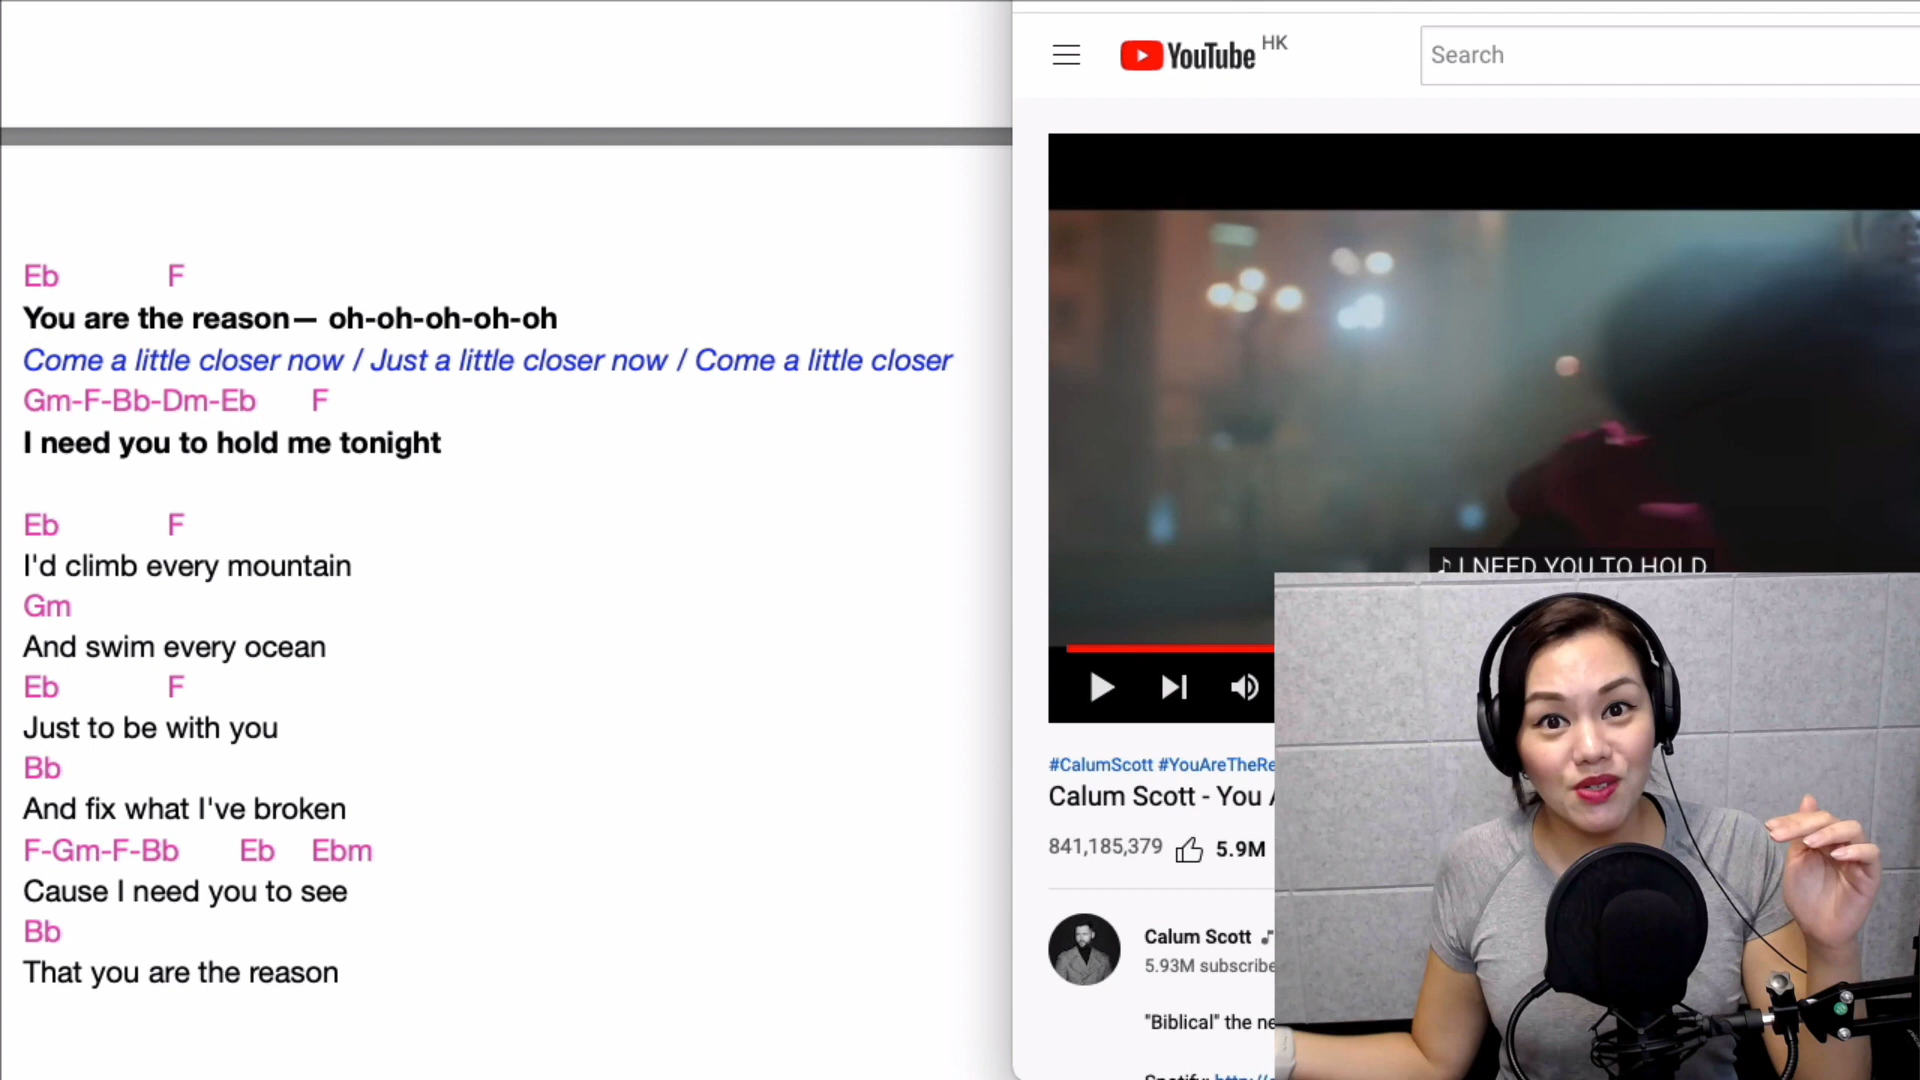 Eb F
You are the reason— oh-oh-oh-oh-oh
Come a little closer now / Just a little closer now / Come a little closer
Gm-F-Bb-Dm-Eb F
I need you to hold me tonight
Eb F
I'd climb every mountain
Gm
And swim every ocean
Eb F
Just to be with you
Bb
And fix what I've broken
F-Gm-F-Bb Eb Ebm
Cause I need you to see
Bb
That you are the reason
YouTube HK
Search
♪ I NEED YOU TO HOLD
#CalumScott #YouAreTheRe
Calum Scott - You
841,185,379 5.9M
Calum Scott
5.93M subscribe
"Biblical" the ne
Spotify: http://